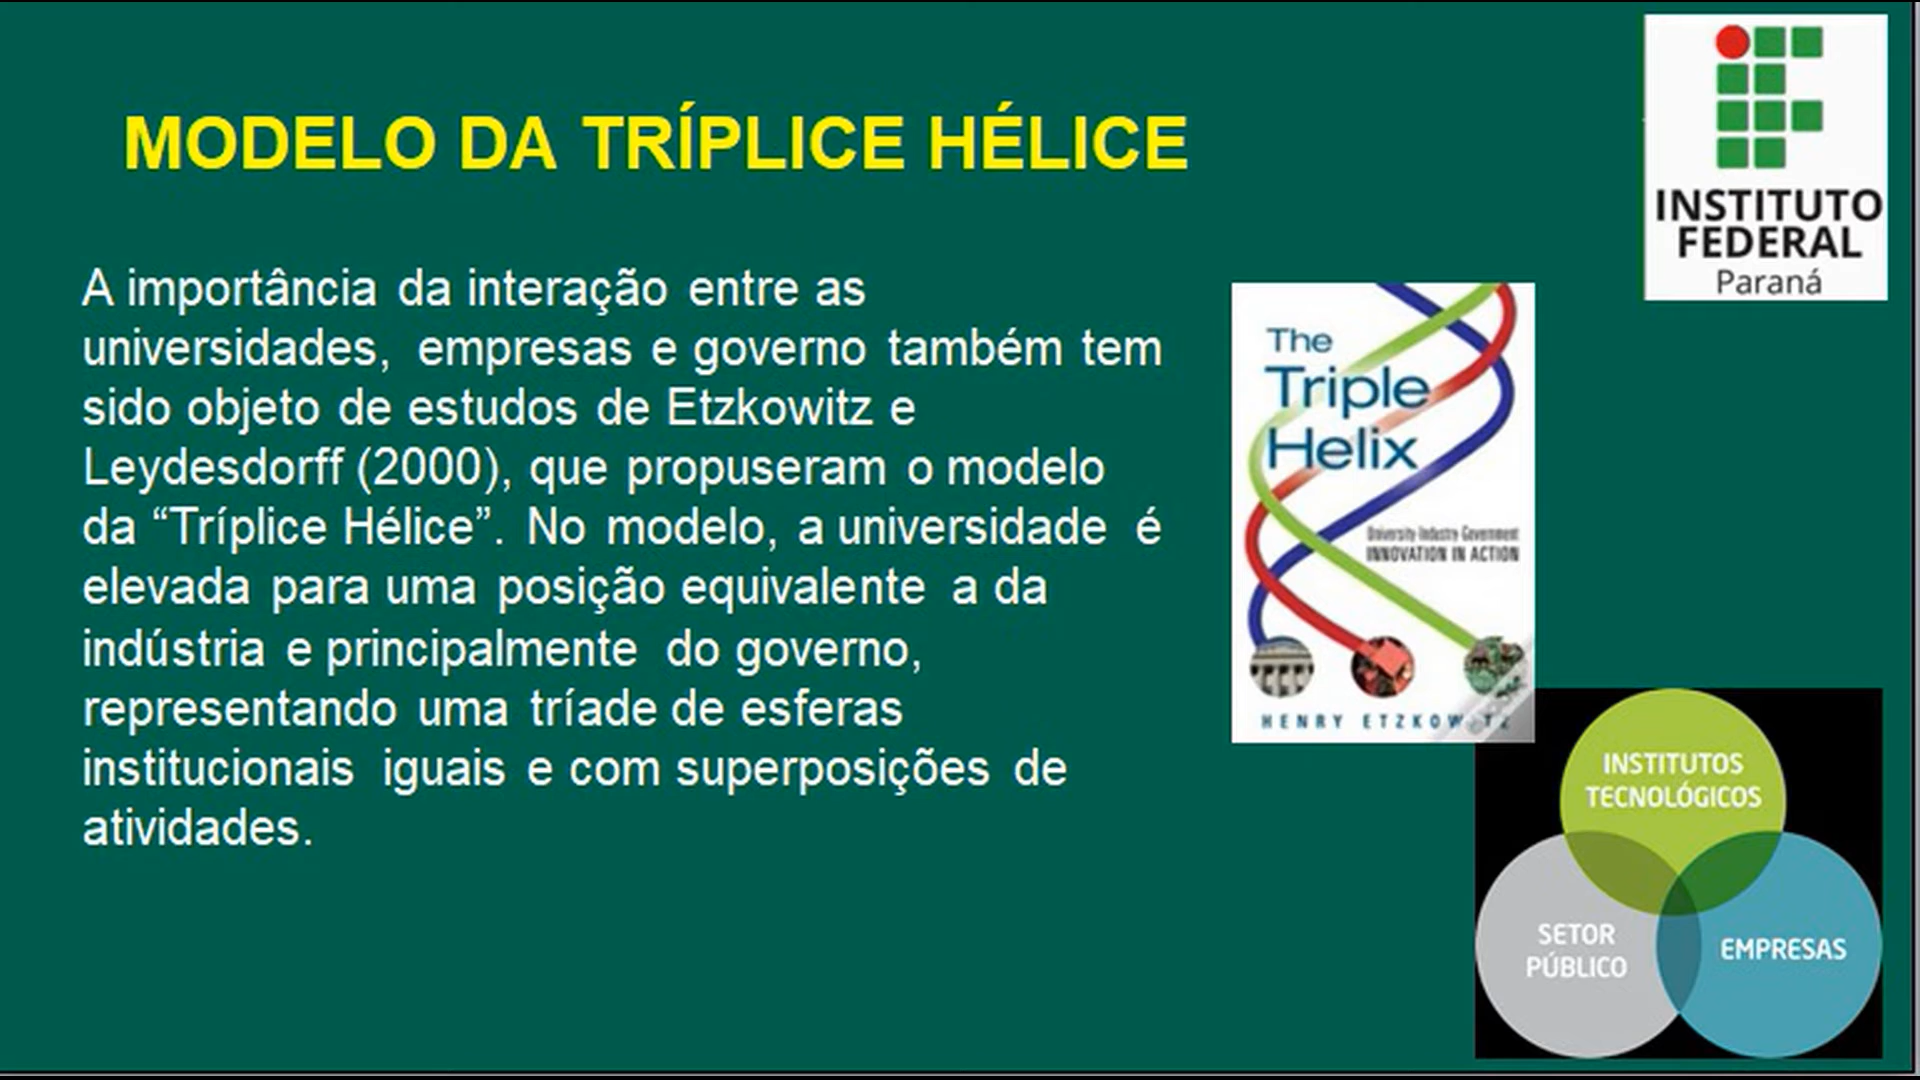 MODELO DA TRÍPLICE HÉLICE
INSTITUTO
FEDERAL
Paraná
A importância da interação entre as
universidades, empresas e governo também tem
sido objeto de estudos de Etzkowitz e
Leydesdorff (2000), que propuseram o modelo
da “Tríplice Hélice”. No modelo, a universidade é
elevada para uma posição equivalente a da
indústria e principalmente do governo,
representando uma tríade de esferas
institucionais iguais e com superposições de
atividades.
The
Triple
Helix
University-Industry-Government
INNOVATION IN ACTION
HENRY ETZKOWITZ
INSTITUTOS
TECNOLÓGICOS
SETOR
PÚBLICO
EMPRESAS